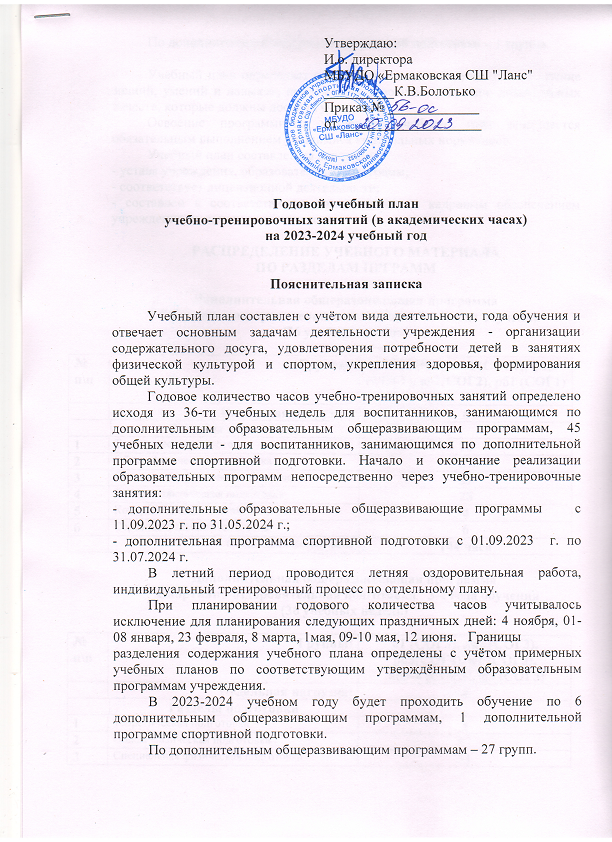 Утверждаю:
И.о. директора
МБУДО «Ермаковская СШ "Ланс"
К.В.Болотько
Приказ № 56-ос
от 20.09.2023
МБУДО
«Ермаковская
СШ «Ланс»
Годовой учебный план
учебно-тренировочных занятий (в академических часах)
на 2023-2024 учебный год
Пояснительная записка
Учебный план составлен с учётом вида деятельности, года обучения и
отвечает основным задачам деятельности учреждения - организации
содержательного досуга, удовлетворения потребности детей в занятиях
физической культурой и спортом, укрепления здоровья, формирования
общей культуры.
Годовое количество часов учебно-тренировочных занятий определено
исходя из 36-ти учебных недель для воспитанников, занимающимся по
дополнительным образовательным общеразвивающим программам, 45
учебных недели - для воспитанников, занимающимся по дополнительной
программе спортивной подготовки. Начало и окончание реализации
образовательных программ непосредственно через учебно-тренировочные
занятия:
- дополнительные образовательные общеразвивающие программы с
11.09.2023 г. по 31.05.2024 г.;
- дополнительная программа спортивной подготовки с 01.09.2023 г. по
31.07.2024 г.
В летний период проводится летняя оздоровительная работа,
индивидуальный тренировочный процесс по отдельному плану.
При планировании годового количества часов учитывалось
исключение для планирования следующих праздничных дней: 4 ноября, 01-
08 января, 23 февраля, 8 марта, 1мая, 09-10 мая, 12 июня. Границы
разделения содержания учебного плана определены с учётом примерных
учебных планов по соответствующим утверждённым образовательным
программам учреждения.
В 2023-2024 учебном году будет проходить обучение по 6
дополнительным общеразвивающим программам, 1 дополнительной
программе спортивной подготовки.
По дополнительным общеразвивающим программам – 27 групп.